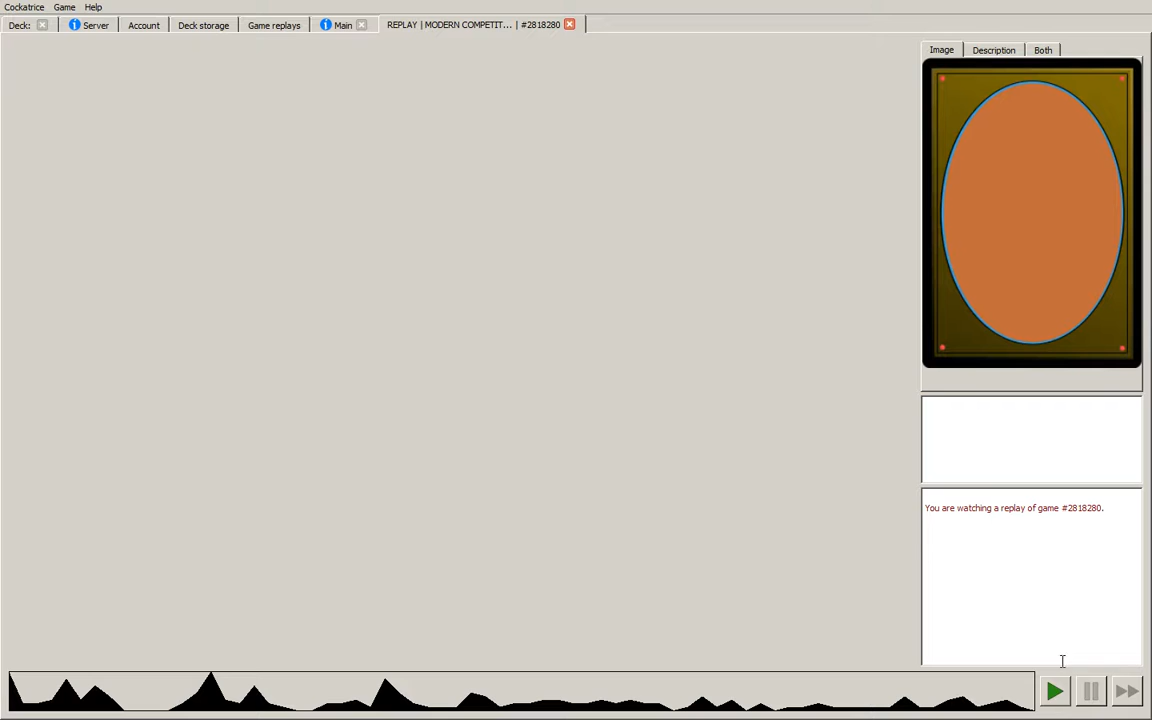 Cockatrice Game Help
Deck: Server Account Deck storage Game replays Main REPLAY | MODERN COMPETIT... | #2818280
Image Description Both
You are watching a replay of game #2818280.